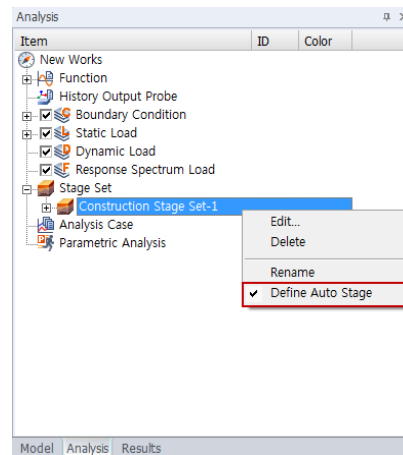 Analysis
Item ID Color
New Works
Function
History Output Probe
Boundary Condition
Static Load
Dynamic Load
Response Spectrum Load
Stage Set
Construction Stage Set-1
Edit...
Delete
Rename
Define Auto Stage
Analysis Case
Parametric Analysis
Model Analysis Results